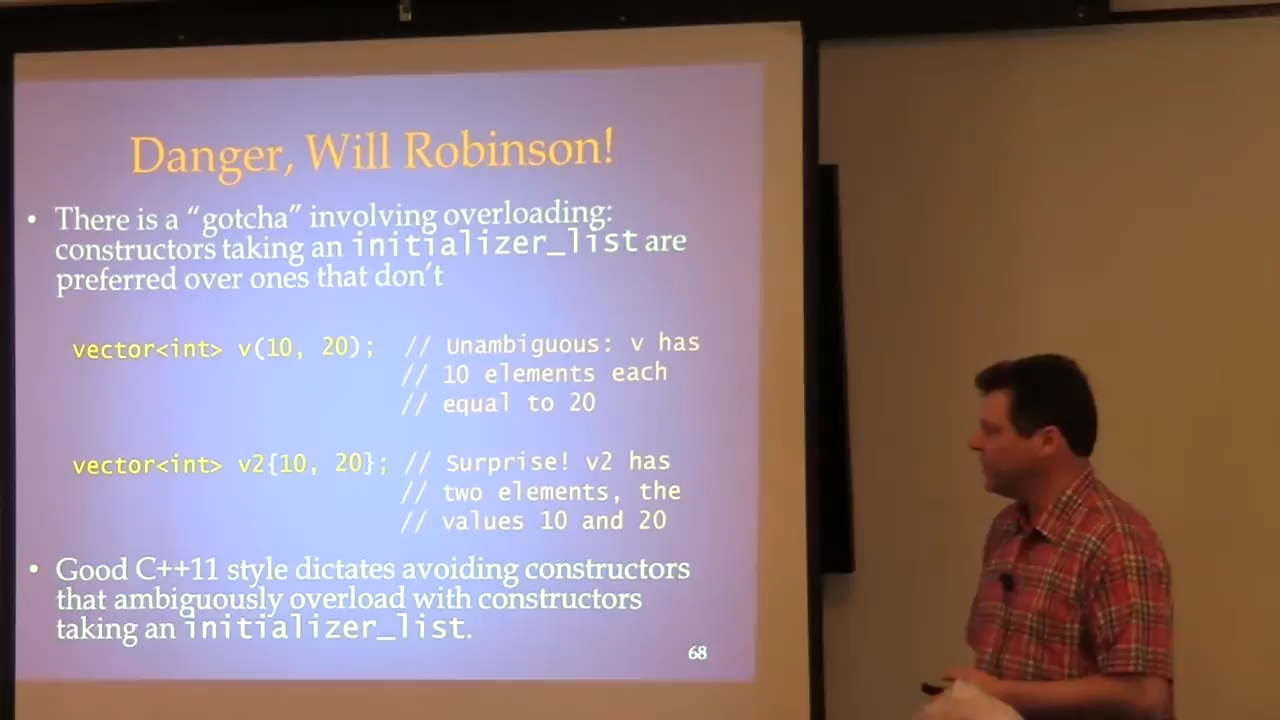 Danger, Will Robinson!
• There is a “gotcha” involving overloading:
constructors taking an initializer_list are
preferred over ones that don’t
vector<int> v(10, 20); // Unambiguous: v has
// 10 elements each
// equal to 20
vector<int> v2{10, 20}; // Surprise! v2 has
// two elements, the
// values 10 and 20
• Good C++11 style dictates avoiding constructors
that ambiguously overload with constructors
taking an initializer_list.
68